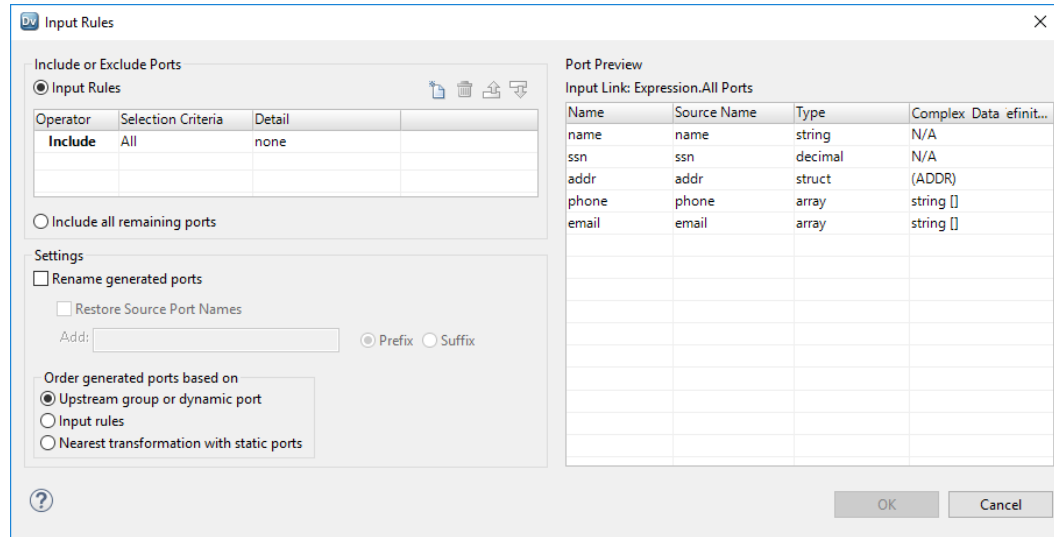 Dv Input Rules
Include or Exclude Ports
Input Rules
Operator Selection Criteria Detail
Include All none
Include all remaining ports
Settings
Rename generated ports
Restore Source Port Names
Add: Prefix Suffix
Order generated ports based on
Upstream group or dynamic port
Input rules
Nearest transformation with static ports
Port Preview
Input Link: Expression.All Ports
Name Source Name Type Complex Data efinit...
name name string N/A
ssn ssn decimal N/A
addr addr struct (ADDR)
phone phone array string []
email email array string []
?
OK Cancel